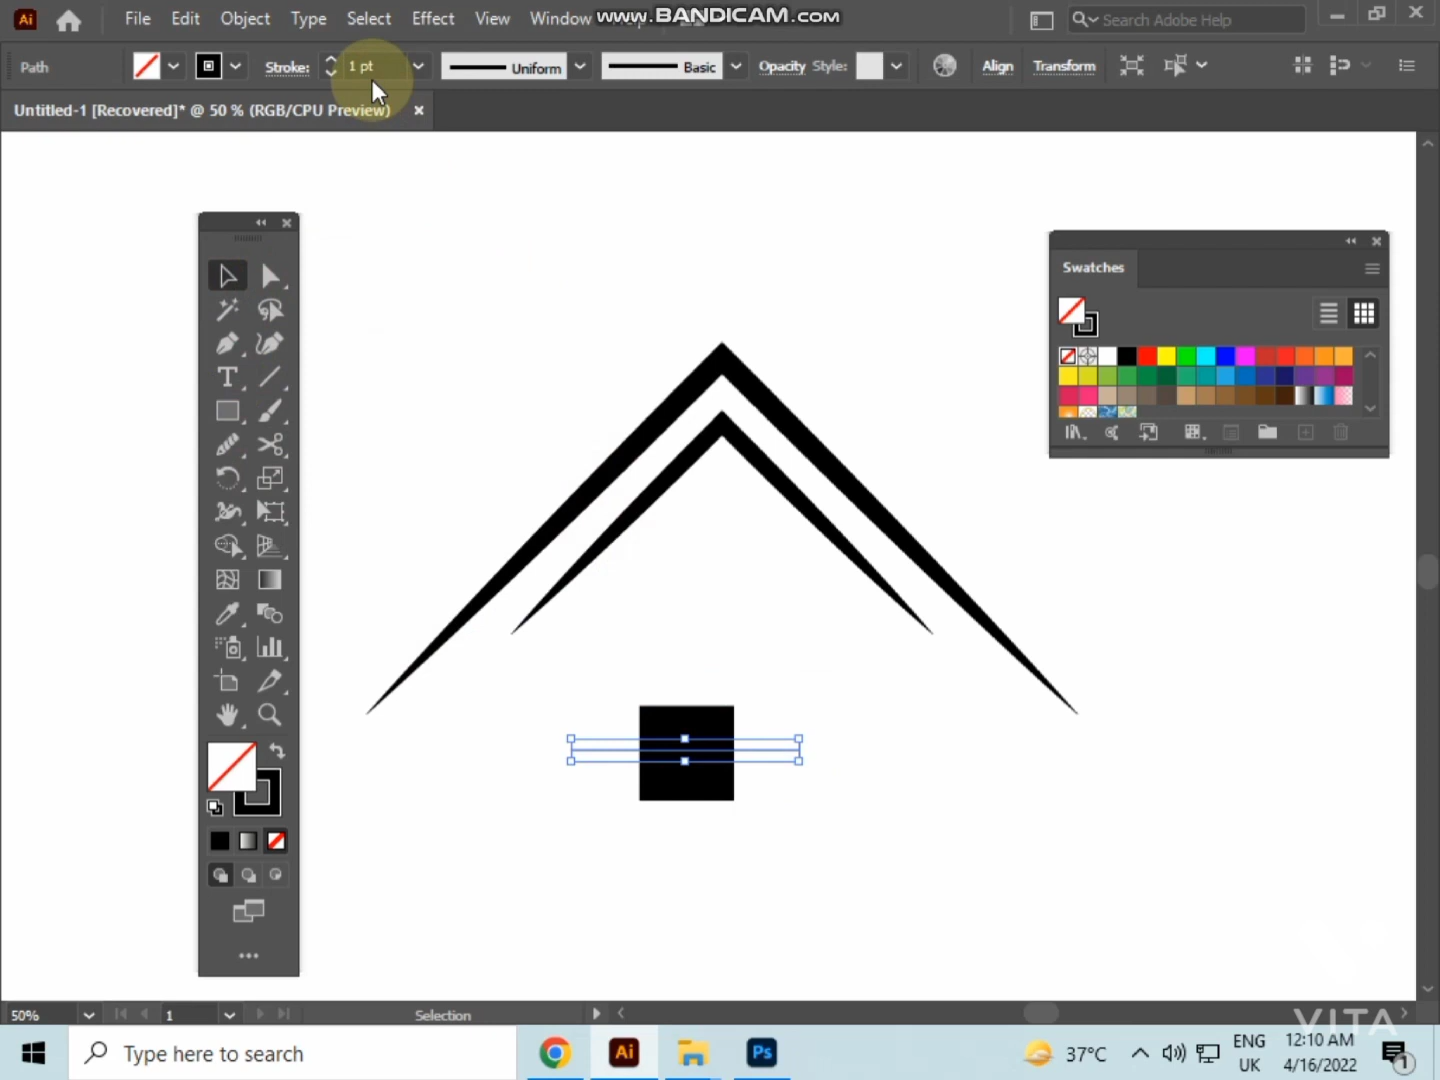 Ai File Edit Object Type Select Effect View Window www.BANDICAM.com Search Adobe Help
Path Stroke: 1 pt Uniform Basic Opacity Style: Align Transform
Untitled-1 [Recovered]* @ 50 % (RGB/CPU Preview)
Swatches
50% 1 Selection
VITA
Type here to search Ai Ps 37°C ENG 12:10 AM
UK 4/16/2022 1